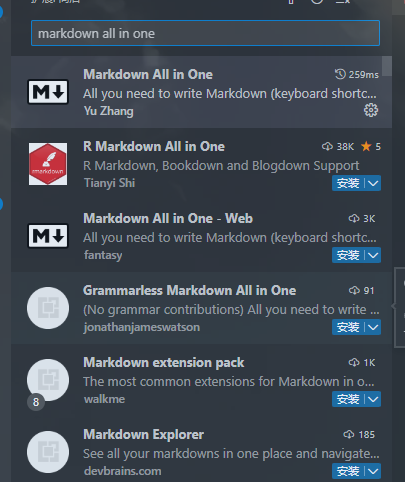 markdown all in one
Markdown All in One 259ms
All you need to write Markdown (keyboard shortc...
Yu Zhang
R Markdown All in One 38K 5
R Markdown, Bookdown and Blogdown Support
Tianyi Shi 安装
Markdown All in One - Web 3K
All you need to write Markdown (keyboard shortc...
fantasy 安装
Grammarless Markdown All in One 91
(No grammar contributions) All you need to write ...
jonathanjameswatson 安装
Markdown extension pack 1K
The most common extensions for Markdown in o...
8 walkme 安装
Markdown Explorer 185
See all your markdowns in one place and navigate...
devbrains.com 安装